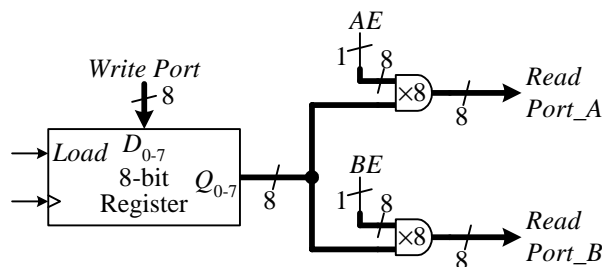 AE
1 8
Write Port
8
×8
8
Read
Port_A
Load
D0-7
8-bit
Register
Q0-7
8
BE
1 8
×8
8
Read
Port_B